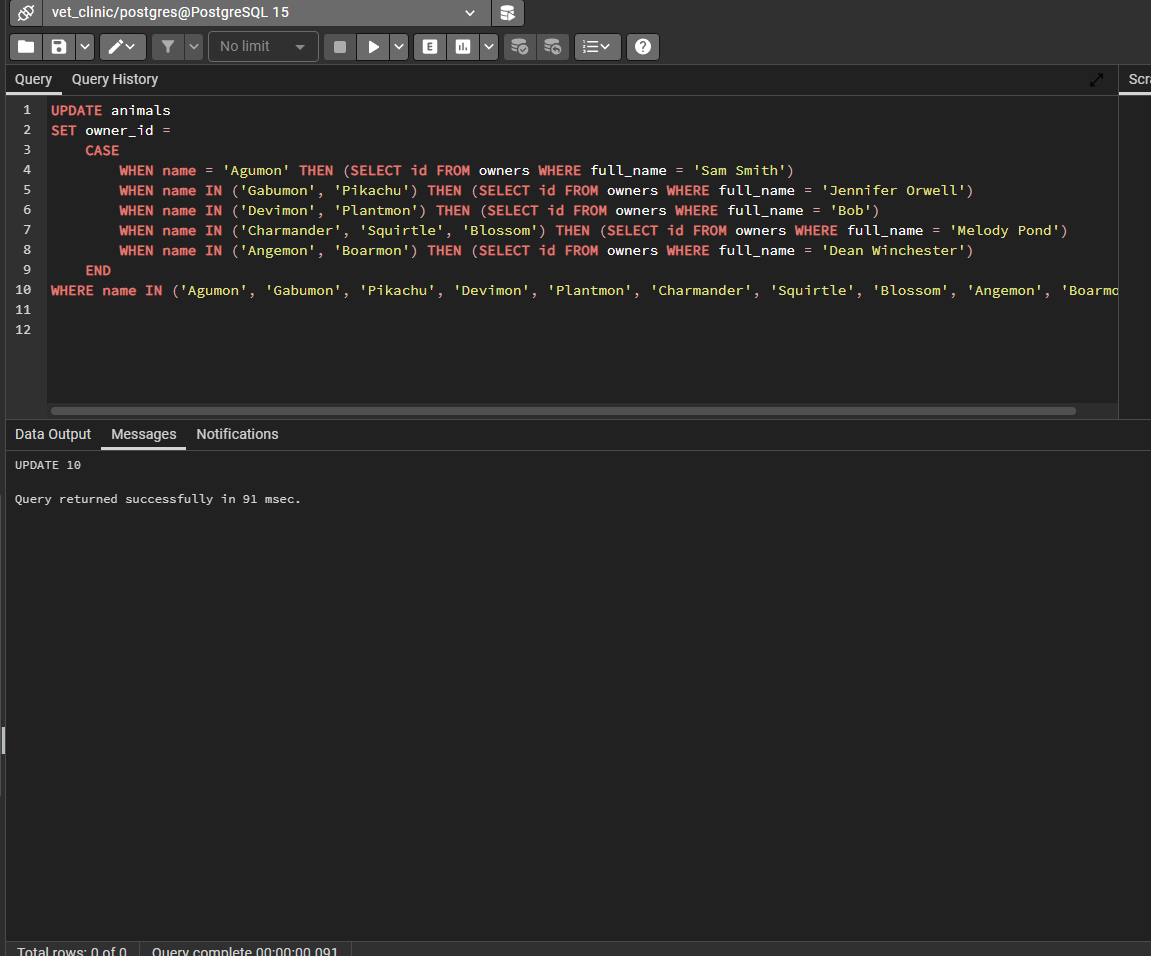 vet_clinic/postgres@PostgreSQL 15
No limit
E
?
Query Query History
Scr
1 UPDATE animals
2 SET owner_id =
3 CASE
4 WHEN name = 'Agumon' THEN (SELECT id FROM owners WHERE full_name = 'Sam Smith')
5 WHEN name IN ('Gabumon', 'Pikachu') THEN (SELECT id FROM owners WHERE full_name = 'Jennifer Orwell')
6 WHEN name IN ('Devimon', 'Plantmon') THEN (SELECT id FROM owners WHERE full_name = 'Bob')
7 WHEN name IN ('Charmander', 'Squirtle', 'Blossom') THEN (SELECT id FROM owners WHERE full_name = 'Melody Pond')
8 WHEN name IN ('Angemon', 'Boarmon') THEN (SELECT id FROM owners WHERE full_name = 'Dean Winchester')
9 END
10 WHERE name IN ('Agumon', 'Gabumon', 'Pikachu', 'Devimon', 'Plantmon', 'Charmander', 'Squirtle', 'Blossom', 'Angemon', 'Boarmo
11
12
Data Output Messages Notifications
UPDATE 10
Query returned successfully in 91 msec.
Total rows: 0 of 0 Query complete 00:00:00.091